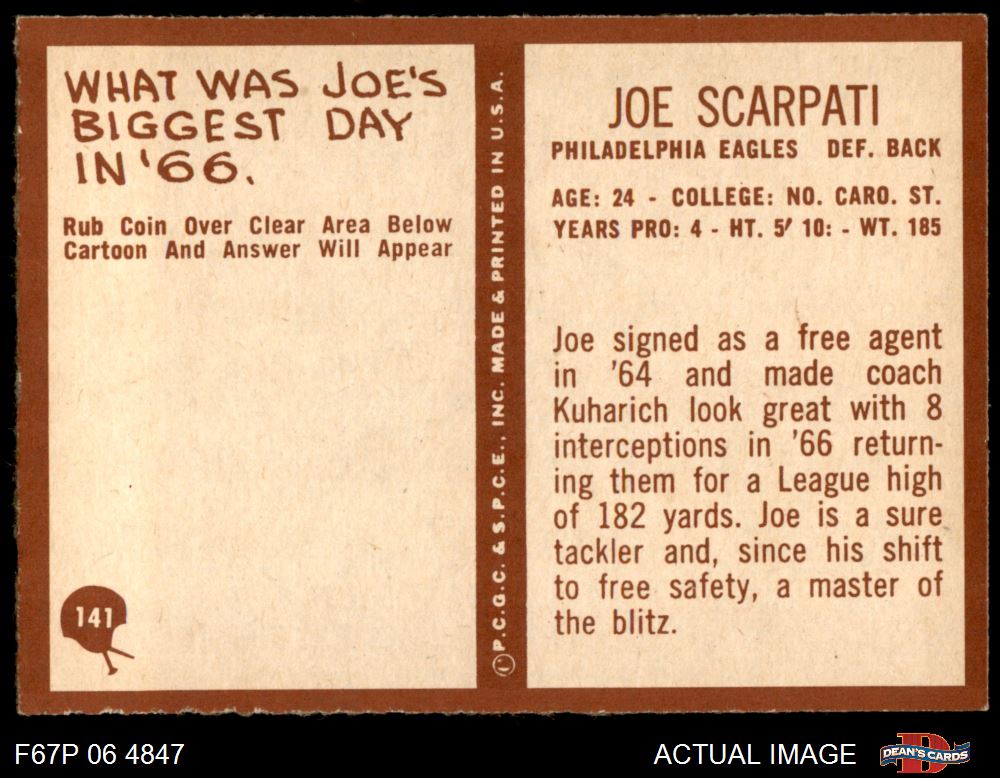 WHAT WAS JOE'S
BIGGEST DAY
IN '66.
Rub Coin Over Clear Area Below
Cartoon And Answer Will Appear
141
© P.C.G.C. & S.P.C.E., INC. MADE & PRINTED IN U.S.A.
JOE SCARPATI
PHILADELPHIA EAGLES DEF. BACK
AGE: 24 - COLLEGE: NO. CARO. ST.
YEARS PRO: 4 - HT. 5' 10: - WT. 185
Joe signed as a free agent
in '64 and made coach
Kuharich look great with 8
interceptions in '66 return-
ing them for a League high
of 182 yards. Joe is a sure
tackler and, since his shift
to free safety, a master of
the blitz.
F67P 06 4847
ACTUAL IMAGE
DEAN'S CARDS